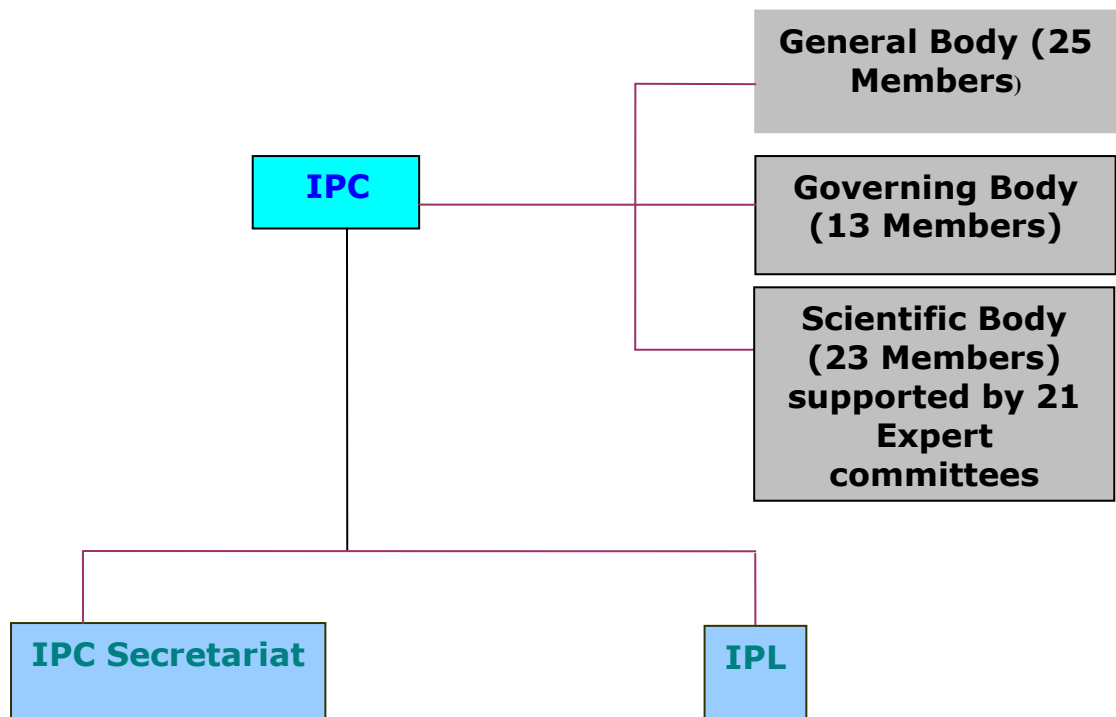 General Body (25
Members)
IPC
Governing Body
(13 Members)
Scientific Body
(23 Members)
supported by 21
Expert
committees
IPC Secretariat
IPL